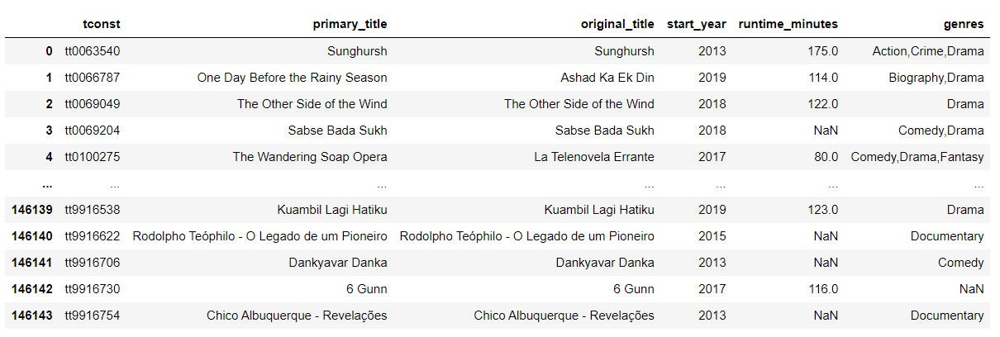 tconst primary_title original_title start_year runtime_minutes genres
0 tt0063540 Sunghursh Sunghursh 2013 175.0 Action,Crime,Drama
1 tt0066787 One Day Before the Rainy Season Ashad Ka Ek Din 2019 114.0 Biography,Drama
2 tt0069049 The Other Side of the Wind The Other Side of the Wind 2018 122.0 Drama
3 tt0069204 Sabse Bada Sukh Sabse Bada Sukh 2018 NaN Comedy,Drama
4 tt0100275 The Wandering Soap Opera La Telenovela Errante 2017 80.0 Comedy,Drama,Fantasy
... ... ... ... ... ... ...
146139 tt9916538 Kuambil Lagi Hatiku Kuambil Lagi Hatiku 2019 123.0 Drama
146140 tt9916622 Rodolpho Teóphilo - O Legado de um Pioneiro Rodolpho Teóphilo - O Legado de um Pioneiro 2015 NaN Documentary
146141 tt9916706 Dankyavar Danka Dankyavar Danka 2013 NaN Comedy
146142 tt9916730 6 Gunn 6 Gunn 2017 116.0 NaN
146143 tt9916754 Chico Albuquerque - Revelações Chico Albuquerque - Revelações 2013 NaN Documentary